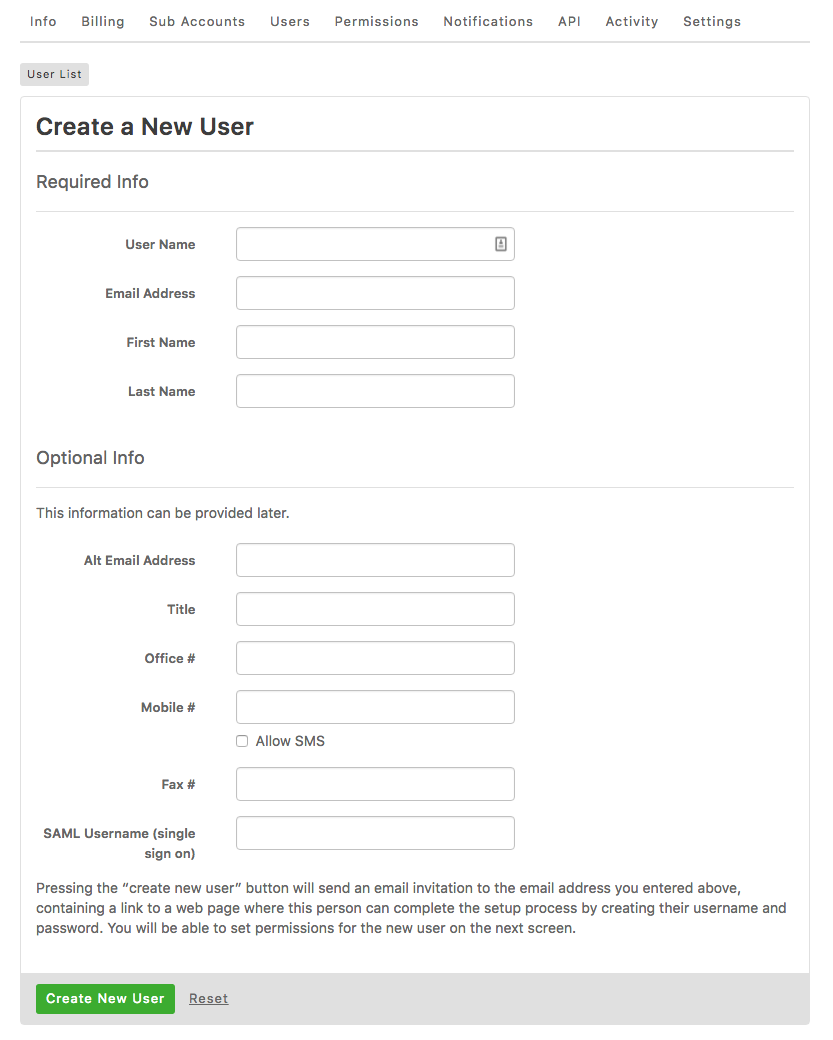 Info Billing Sub Accounts Users Permissions Notifications API Activity Settings
User List
Create a New User
Required Info
User Name
Email Address
First Name
Last Name
Optional Info
This information can be provided later.
Alt Email Address
Title
Office #
Mobile #
Allow SMS
Fax #
SAML Username (single
sign on)
Pressing the “create new user” button will send an email invitation to the email address you entered above,
containing a link to a web page where this person can complete the setup process by creating their username and
password. You will be able to set permissions for the new user on the next screen.
Create New User Reset